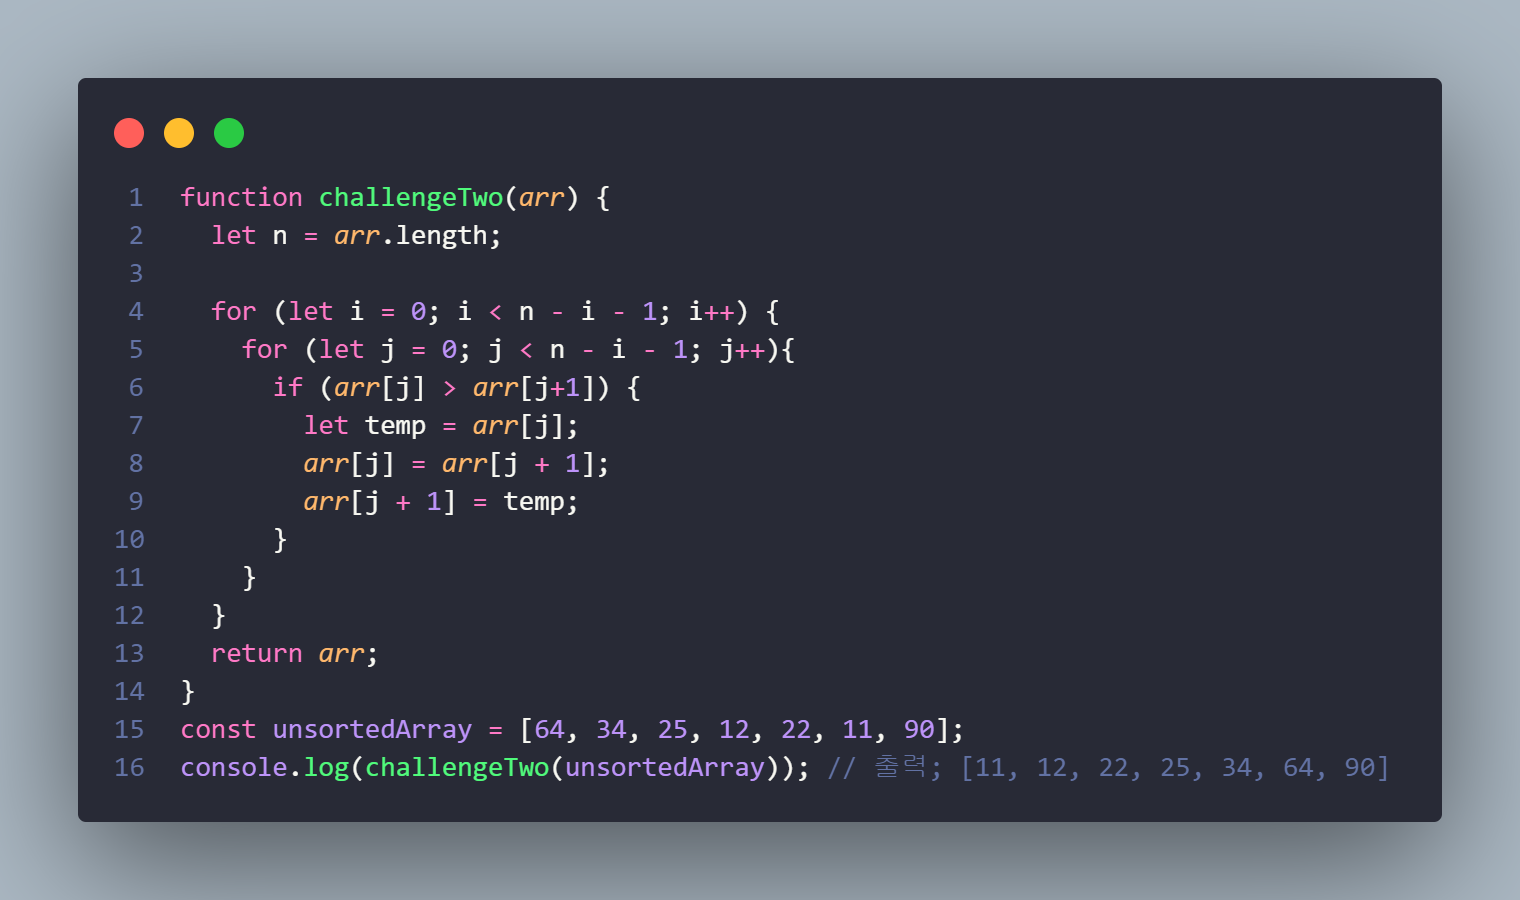 1 function challengeTwo(arr) {
2 let n = arr.length;
3
4 for (let i = 0; i < n - i - 1; i++) {
5 for (let j = 0; j < n - i - 1; j++){
6 if (arr[j] > arr[j+1]) {
7 let temp = arr[j];
8 arr[j] = arr[j + 1];
9 arr[j + 1] = temp;
10 }
11 }
12 }
13 return arr;
14 }
15 const unsortedArray = [64, 34, 25, 12, 22, 11, 90];
16 console.log(challengeTwo(unsortedArray)); // 출력; [11, 12, 22, 25, 34, 64, 90]